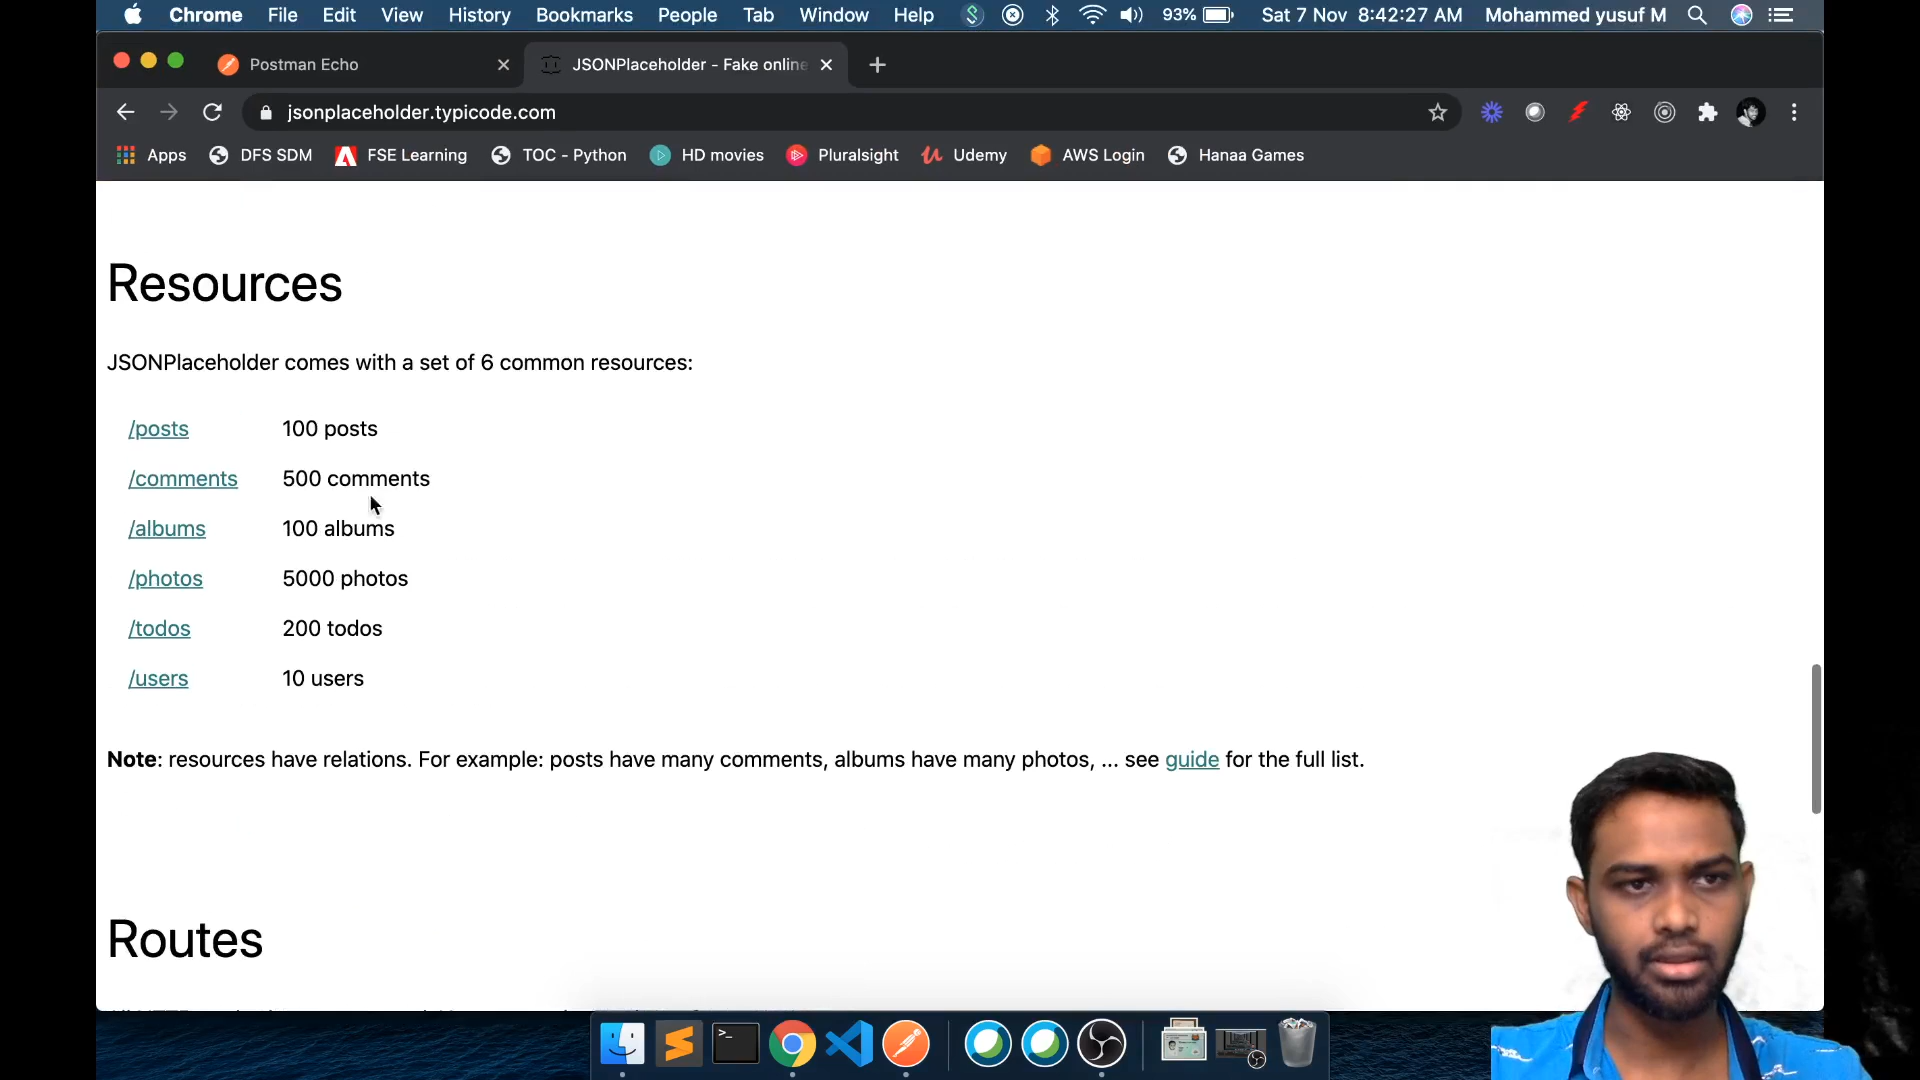 Chrome File Edit View History Bookmarks People Tab Window Help 93% Sat 7 Nov 8:42:27 AM Mohammed yusuf M
Postman Echo JSONPlaceholder - Fake online
jsonplaceholder.typicode.com
Apps DFS SDM FSE Learning TOC - Python HD movies Pluralsight Udemy AWS Login Hanaa Games
Resources
JSONPlaceholder comes with a set of 6 common resources:
/posts 100 posts
/comments 500 comments
/albums 100 albums
/photos 5000 photos
/todos 200 todos
/users 10 users
Note: resources have relations. For example: posts have many comments, albums have many photos, ... see guide for the full list.
Routes